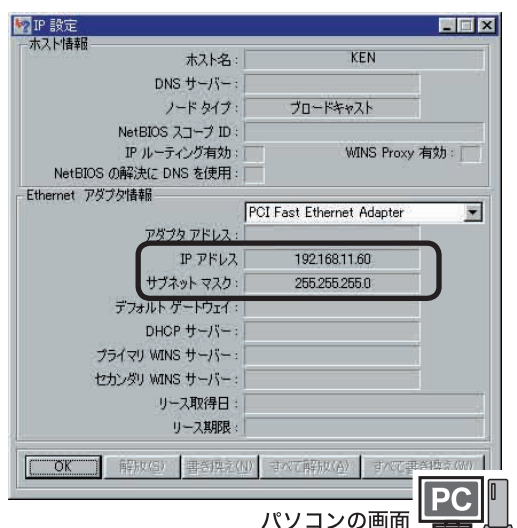 IP 設定
ホスト情報
ホスト名 : KEN
DNS サーバー :
ノード タイプ : ブロードキャスト
NetBIOS スコープ ID :
IP ルーティング有効 : WINS Proxy 有効 :
NetBIOS の解決に DNS を使用 :
Ethernet アダプタ情報
PCI Fast Ethernet Adapter
アダプタ アドレス :
IP アドレス 192.168.11.60
サブネット マスク : 255.255.255.0
デフォルト ゲートウェイ :
DHCP サーバー :
プライマリ WINS サーバー :
セカンダリ WINS サーバー :
リース取得日 :
リース期限 :
OK 解放(S) 書き換え(N) すべて解放(A) すべて書き換え(W)
パソコンの画面 PC